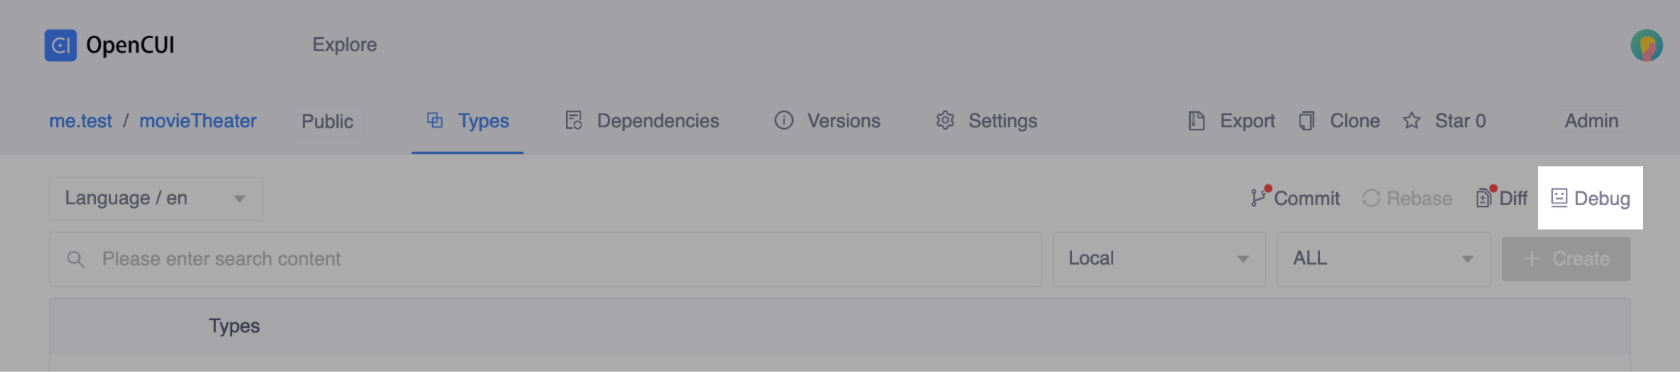 CI OpenCUI Explore
me.test / movieTheater Public Types Dependencies Versions Settings Export Clone Star 0 Admin
Language / en Commit Rebase Diff Debug
Please enter search content Local ALL + Create
Types